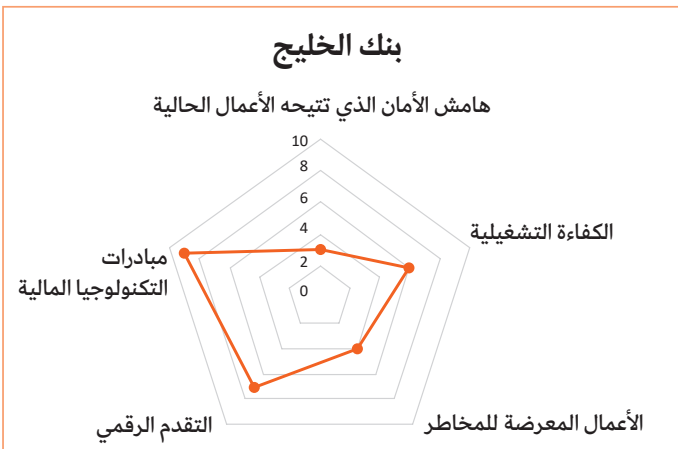 بنك الخليج
هامش الأمان الذي تتيحه الأعمال الحالية
10
8
6
4
2
0
الكفاءة التشغيلية
مبادرات
التكنولوجيا المالية
الأعمال المعرضة للمخاطر
التقدم الرقمي